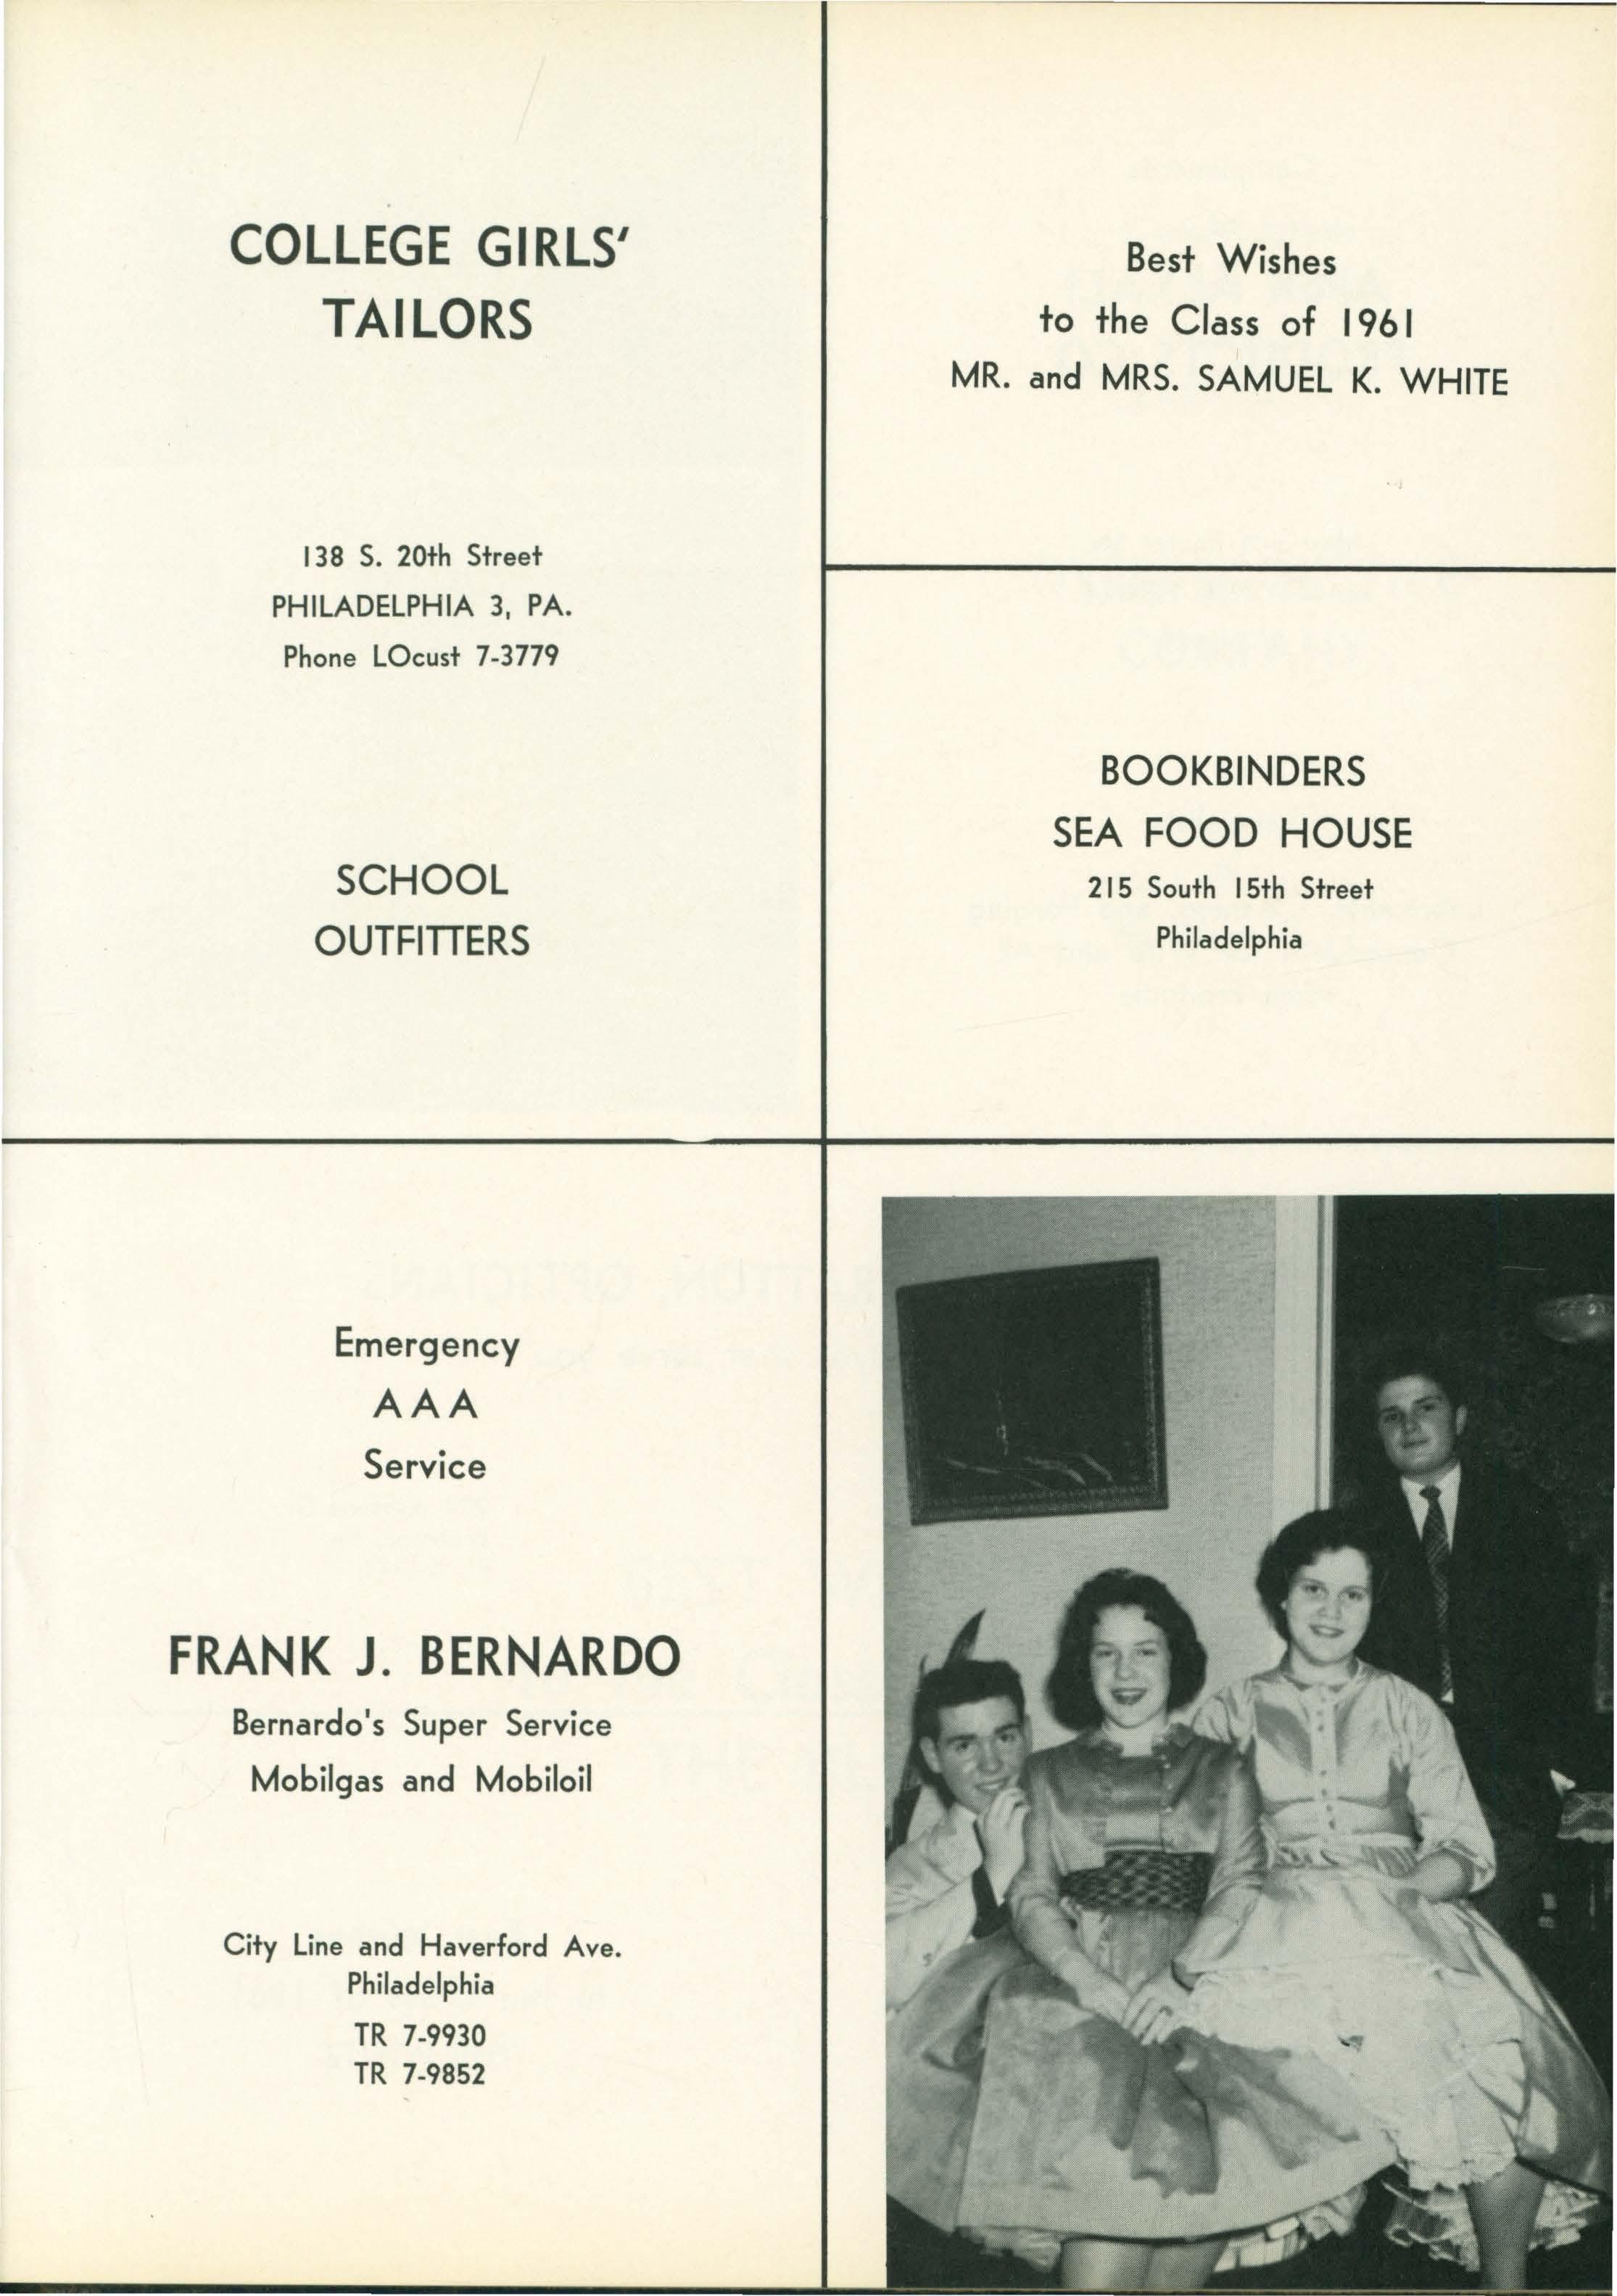 COLLEGE GIRLS'
TAILORS
138 S. 20th Street
PHILADELPHIA 3, PA.
Phone LOcust 7-3779
SCHOOL
OUTFITTERS
Best Wishes
to the Class of 1961
MR. and MRS. SAMUEL K. WHITE
BOOKBINDERS
SEA FOOD HOUSE
215 South 15th Street
Philadelphia
Emergency
AAA
Service
FRANK J. BERNARDO
Bernardo's Super Service
Mobilgas and Mobiloil
City Line and Haverford Ave.
Philadelphia
TR 7-9930
TR 7-9852